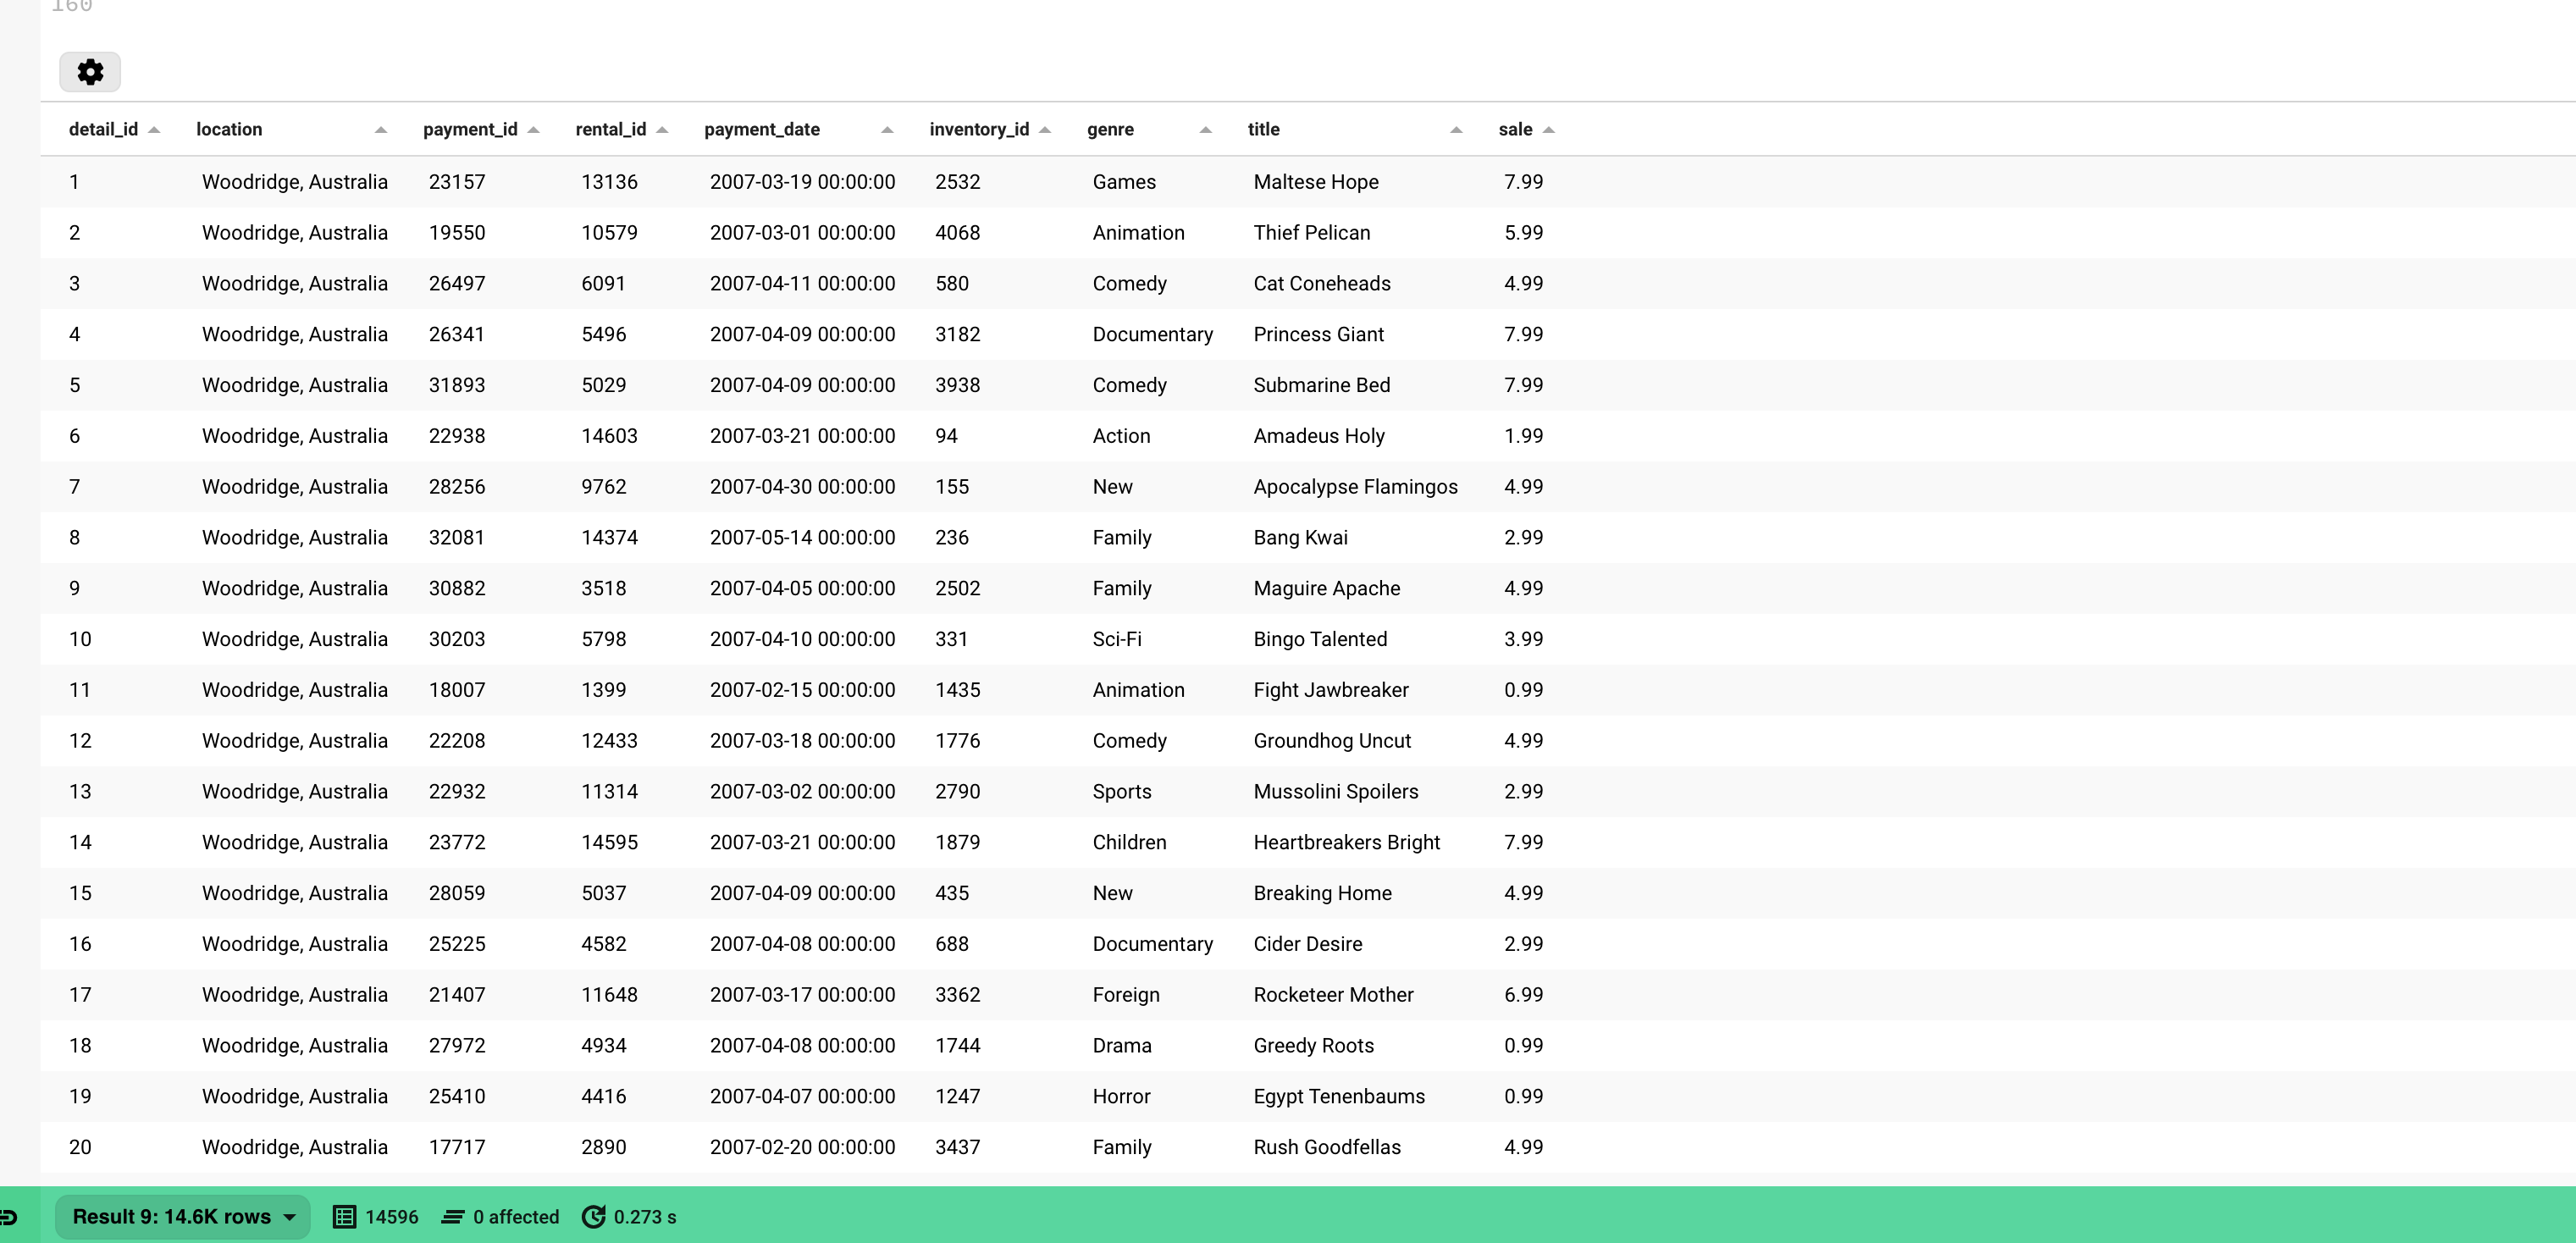 160
detail_id location payment_id rental_id payment_date inventory_id genre title sale
1 Woodridge, Australia 23157 13136 2007-03-19 00:00:00 2532 Games Maltese Hope 7.99
2 Woodridge, Australia 19550 10579 2007-03-01 00:00:00 4068 Animation Thief Pelican 5.99
3 Woodridge, Australia 26497 6091 2007-04-11 00:00:00 580 Comedy Cat Coneheads 4.99
4 Woodridge, Australia 26341 5496 2007-04-09 00:00:00 3182 Documentary Princess Giant 7.99
5 Woodridge, Australia 31893 5029 2007-04-09 00:00:00 3938 Comedy Submarine Bed 7.99
6 Woodridge, Australia 22938 14603 2007-03-21 00:00:00 94 Action Amadeus Holy 1.99
7 Woodridge, Australia 28256 9762 2007-04-30 00:00:00 155 New Apocalypse Flamingos 4.99
8 Woodridge, Australia 32081 14374 2007-05-14 00:00:00 236 Family Bang Kwai 2.99
9 Woodridge, Australia 30882 3518 2007-04-05 00:00:00 2502 Family Maguire Apache 4.99
10 Woodridge, Australia 30203 5798 2007-04-10 00:00:00 331 Sci-Fi Bingo Talented 3.99
11 Woodridge, Australia 18007 1399 2007-02-15 00:00:00 1435 Animation Fight Jawbreaker 0.99
12 Woodridge, Australia 22208 12433 2007-03-18 00:00:00 1776 Comedy Groundhog Uncut 4.99
13 Woodridge, Australia 22932 11314 2007-03-02 00:00:00 2790 Sports Mussolini Spoilers 2.99
14 Woodridge, Australia 23772 14595 2007-03-21 00:00:00 1879 Children Heartbreakers Bright 7.99
15 Woodridge, Australia 28059 5037 2007-04-09 00:00:00 435 New Breaking Home 4.99
16 Woodridge, Australia 25225 4582 2007-04-08 00:00:00 688 Documentary Cider Desire 2.99
17 Woodridge, Australia 21407 11648 2007-03-17 00:00:00 3362 Foreign Rocketeer Mother 6.99
18 Woodridge, Australia 27972 4934 2007-04-08 00:00:00 1744 Drama Greedy Roots 0.99
19 Woodridge, Australia 25410 4416 2007-04-07 00:00:00 1247 Horror Egypt Tenenbaums 0.99
20 Woodridge, Australia 17717 2890 2007-02-20 00:00:00 3437 Family Rush Goodfellas 4.99
Result 9: 14.6K rows 14596 0 affected 0.273 s